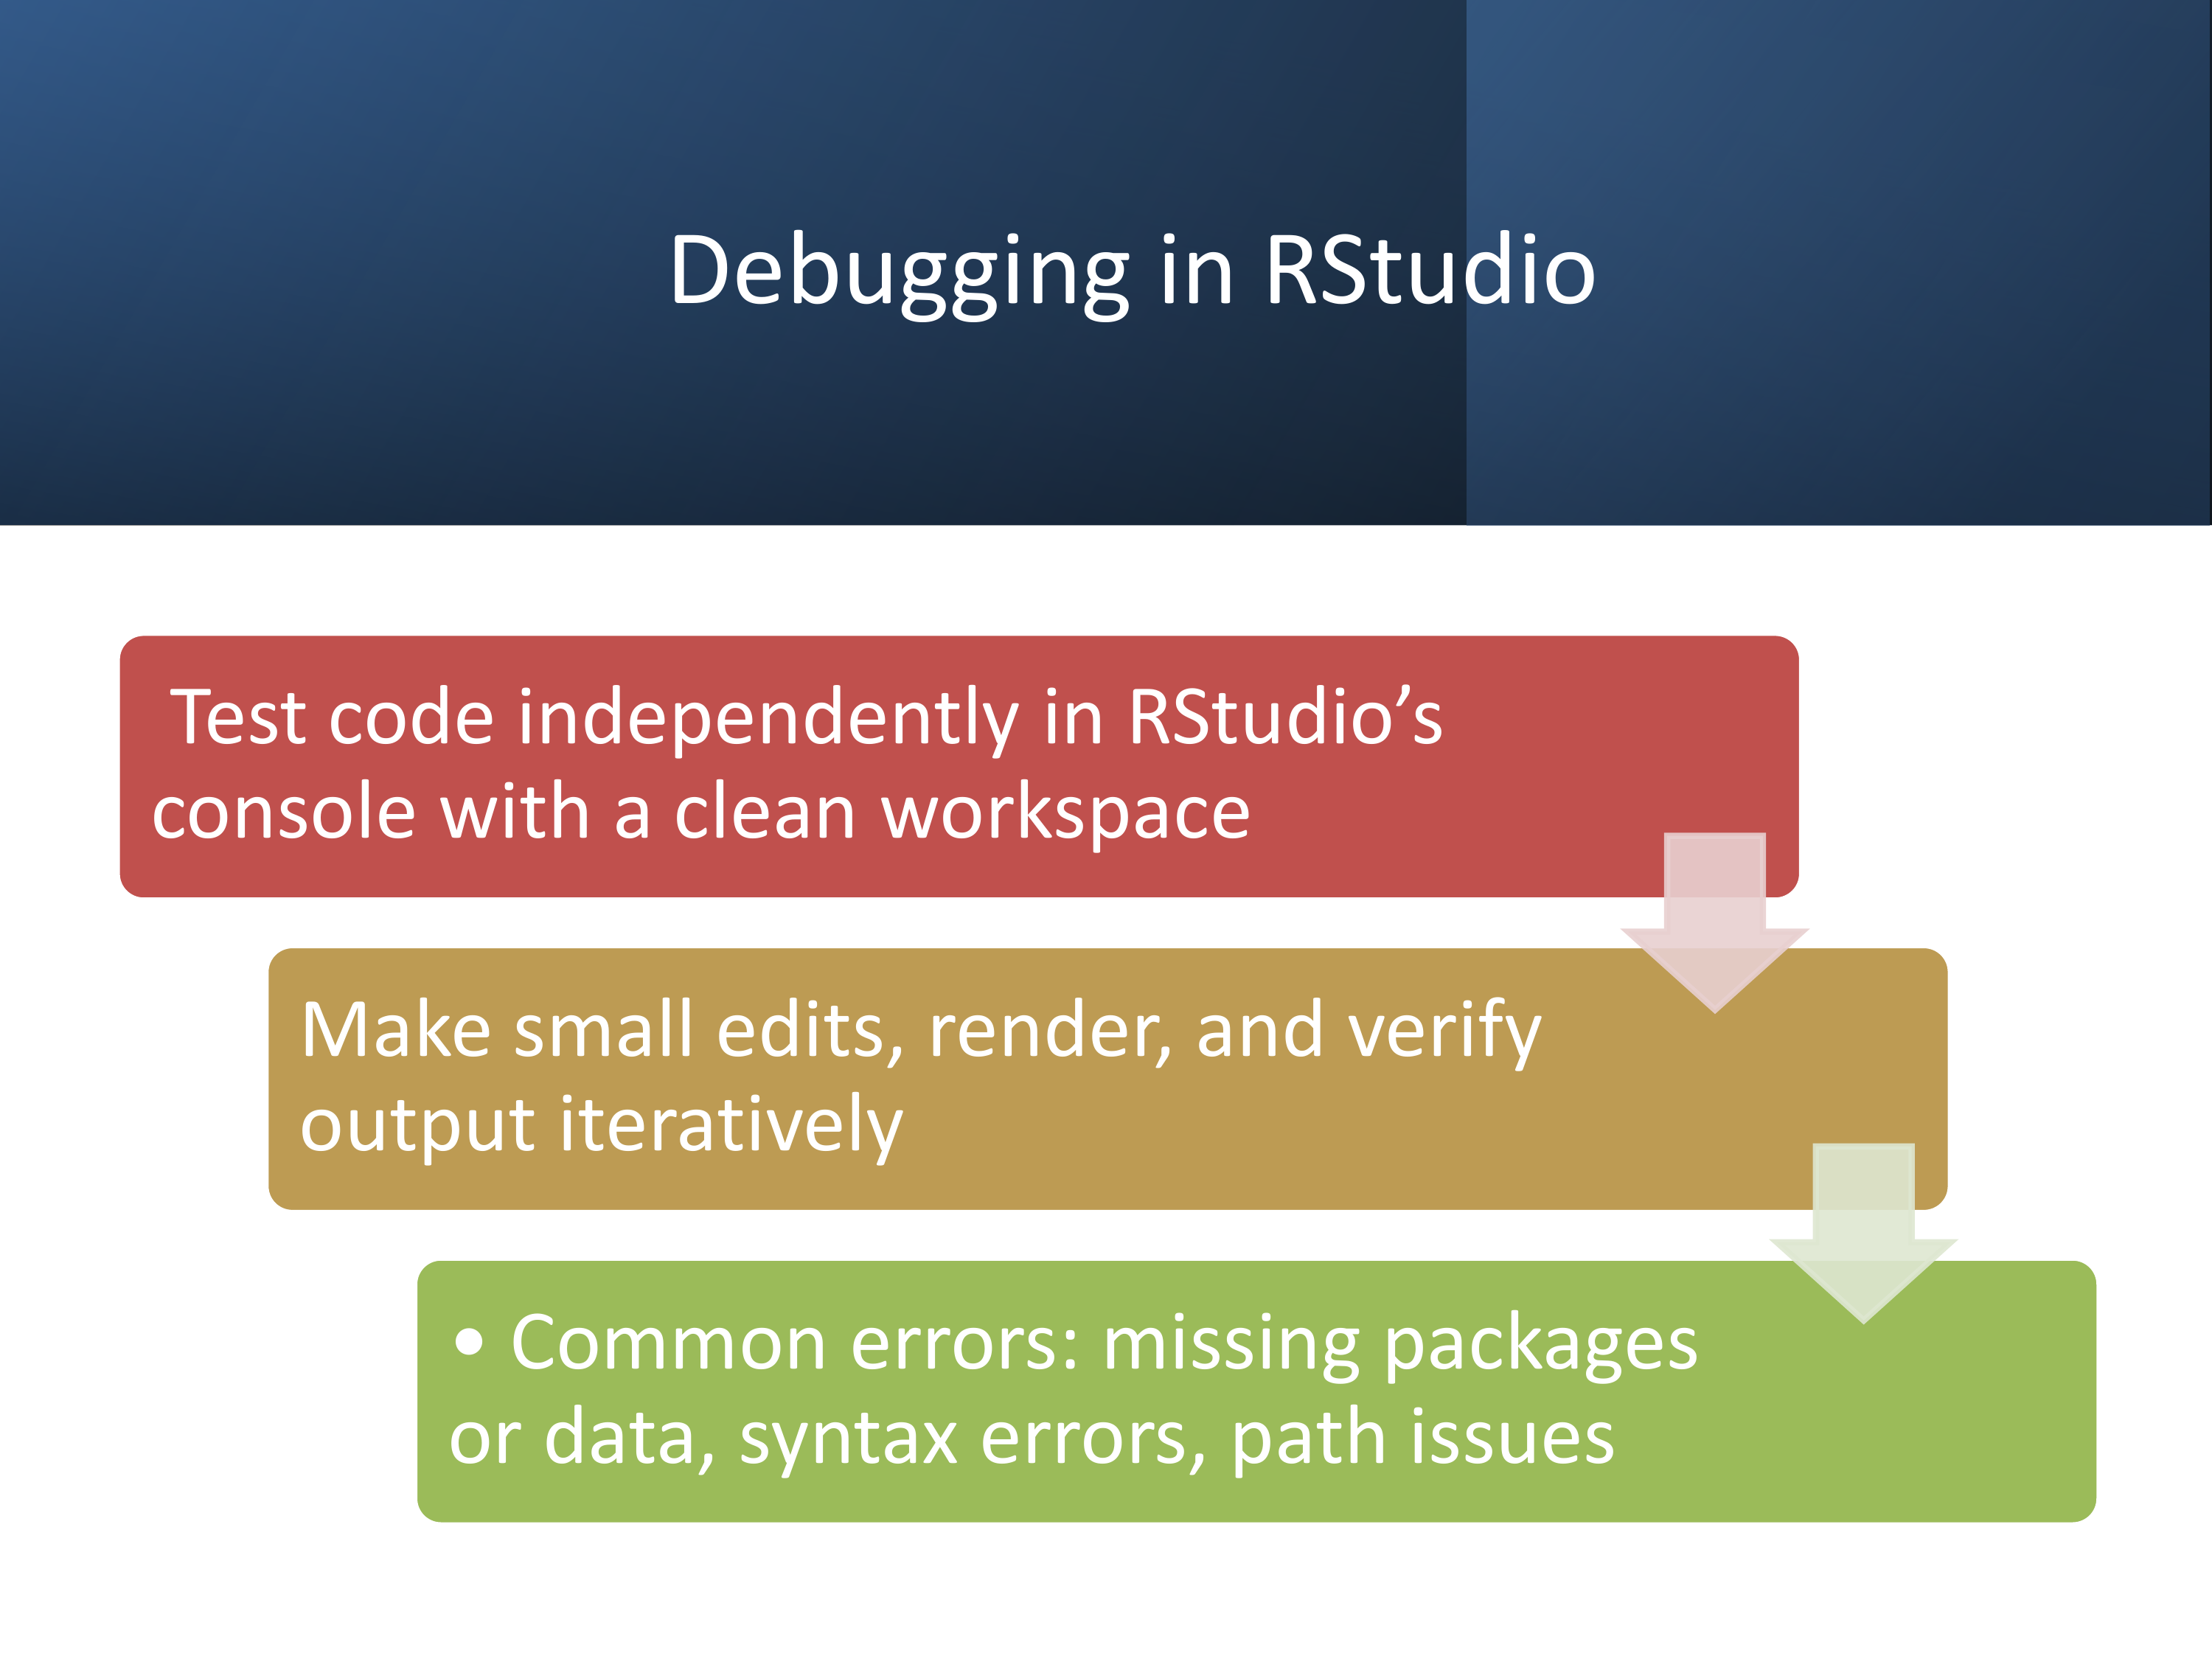 Debugging in RStudio
Test code independently in RStudio’s
console with a clean workspace
Make small edits, render, and verify
output iteratively
• Common errors: missing packages
or data, syntax errors, path issues